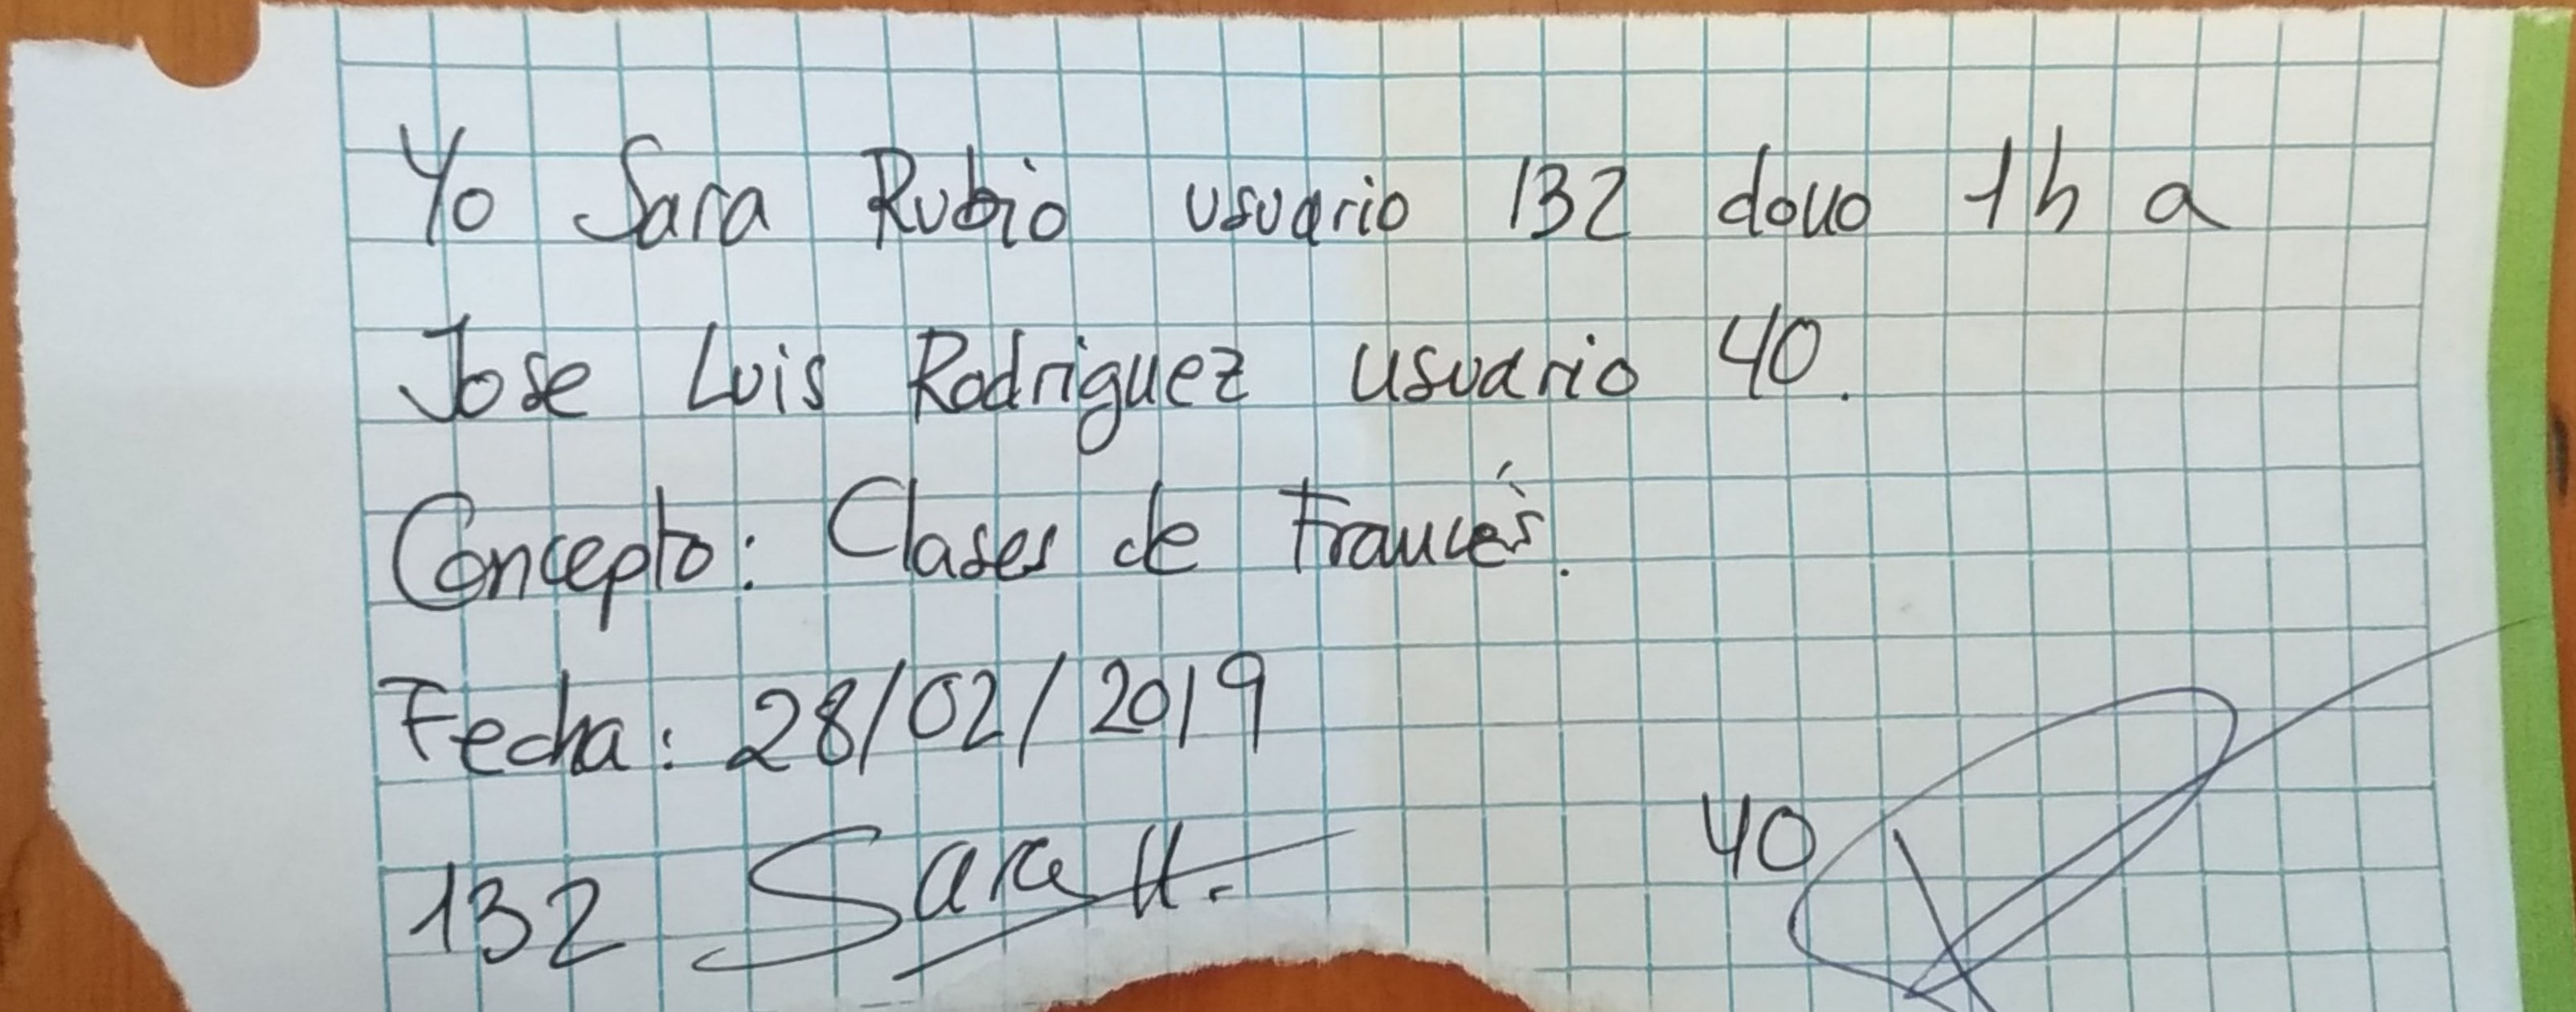 Yo Sara Rubio usuario 132 dono 1h a
Jose Luis Rodriguez usuario 40.
Concepto: Clases de Francés.
Fecha: 28/02/2019
132 Sara H. 40